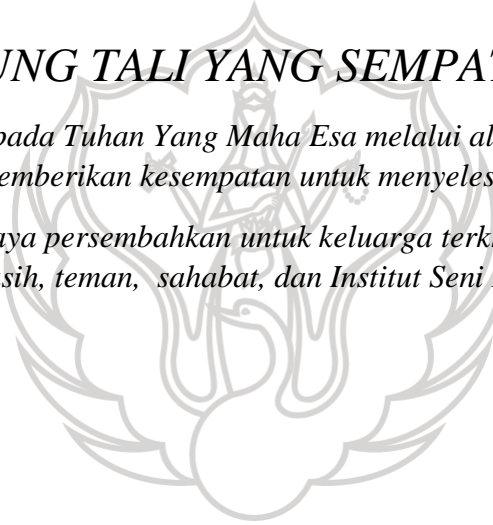 UNG TALI YANG SEMPAT
pada Tuhan Yang Maha Esa melalui al
emberikan kesempatan untuk menyeles
aya persembahkan untuk keluarga terk
sih, teman, sahabat, dan Institut Seni